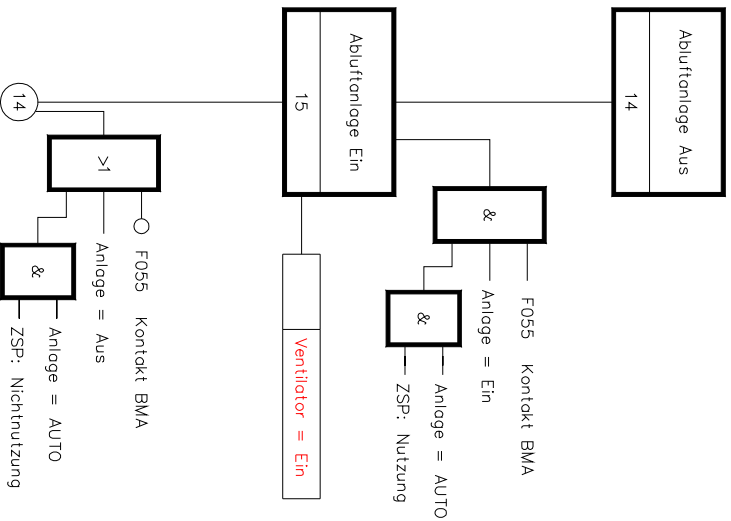 Abluftanlage Aus
14
F055 Kontakt BMA
&
Anlage = Ein
Anlage = AUTO
&
ZSP: Nutzung
Abluftanlage Ein
15
Ventilator = Ein
F055 Kontakt BMA
>1
Anlage = Aus
Anlage = AUTO
&
ZSP: Nichtnutzung
14